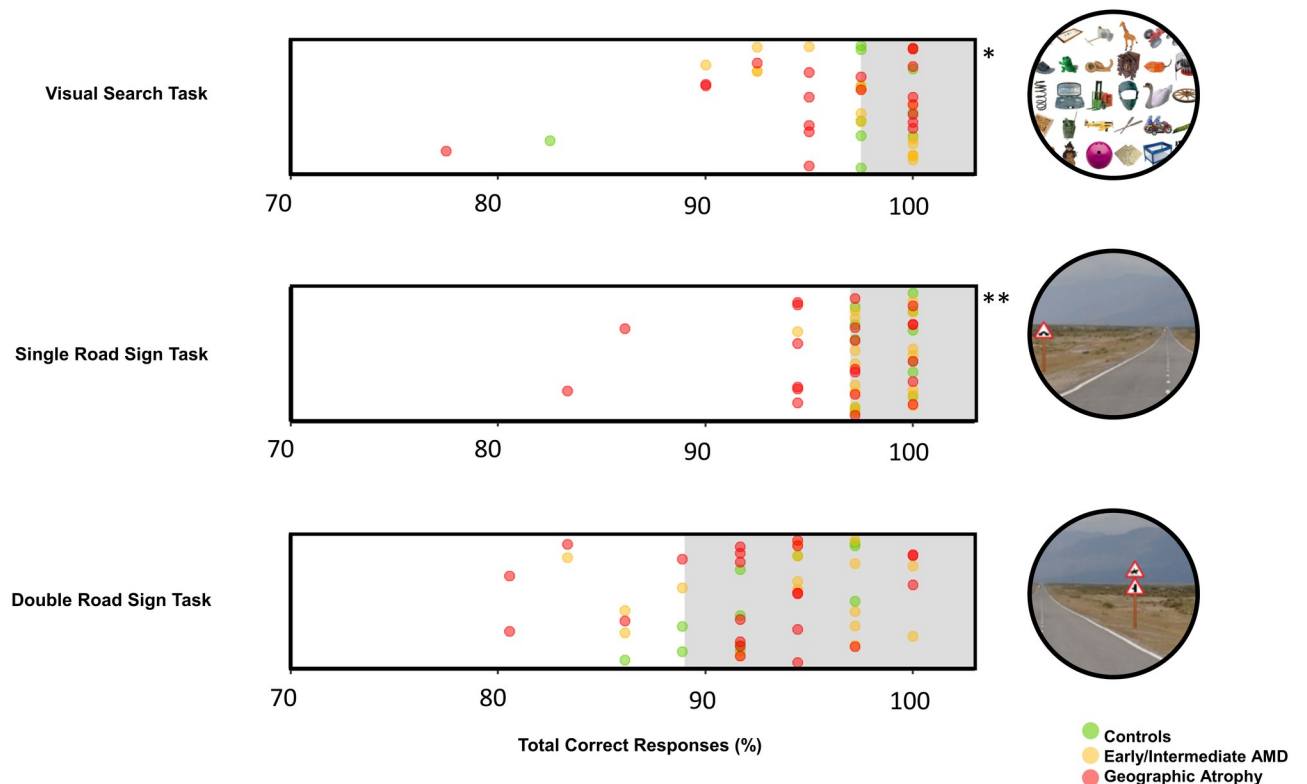 Visual Search Task
*
70 80 90 100
Single Road Sign Task
**
70 80 90 100
Double Road Sign Task
70 80 90 100
Total Correct Responses (%)
Controls
Early/Intermediate AMD
Geographic Atrophy